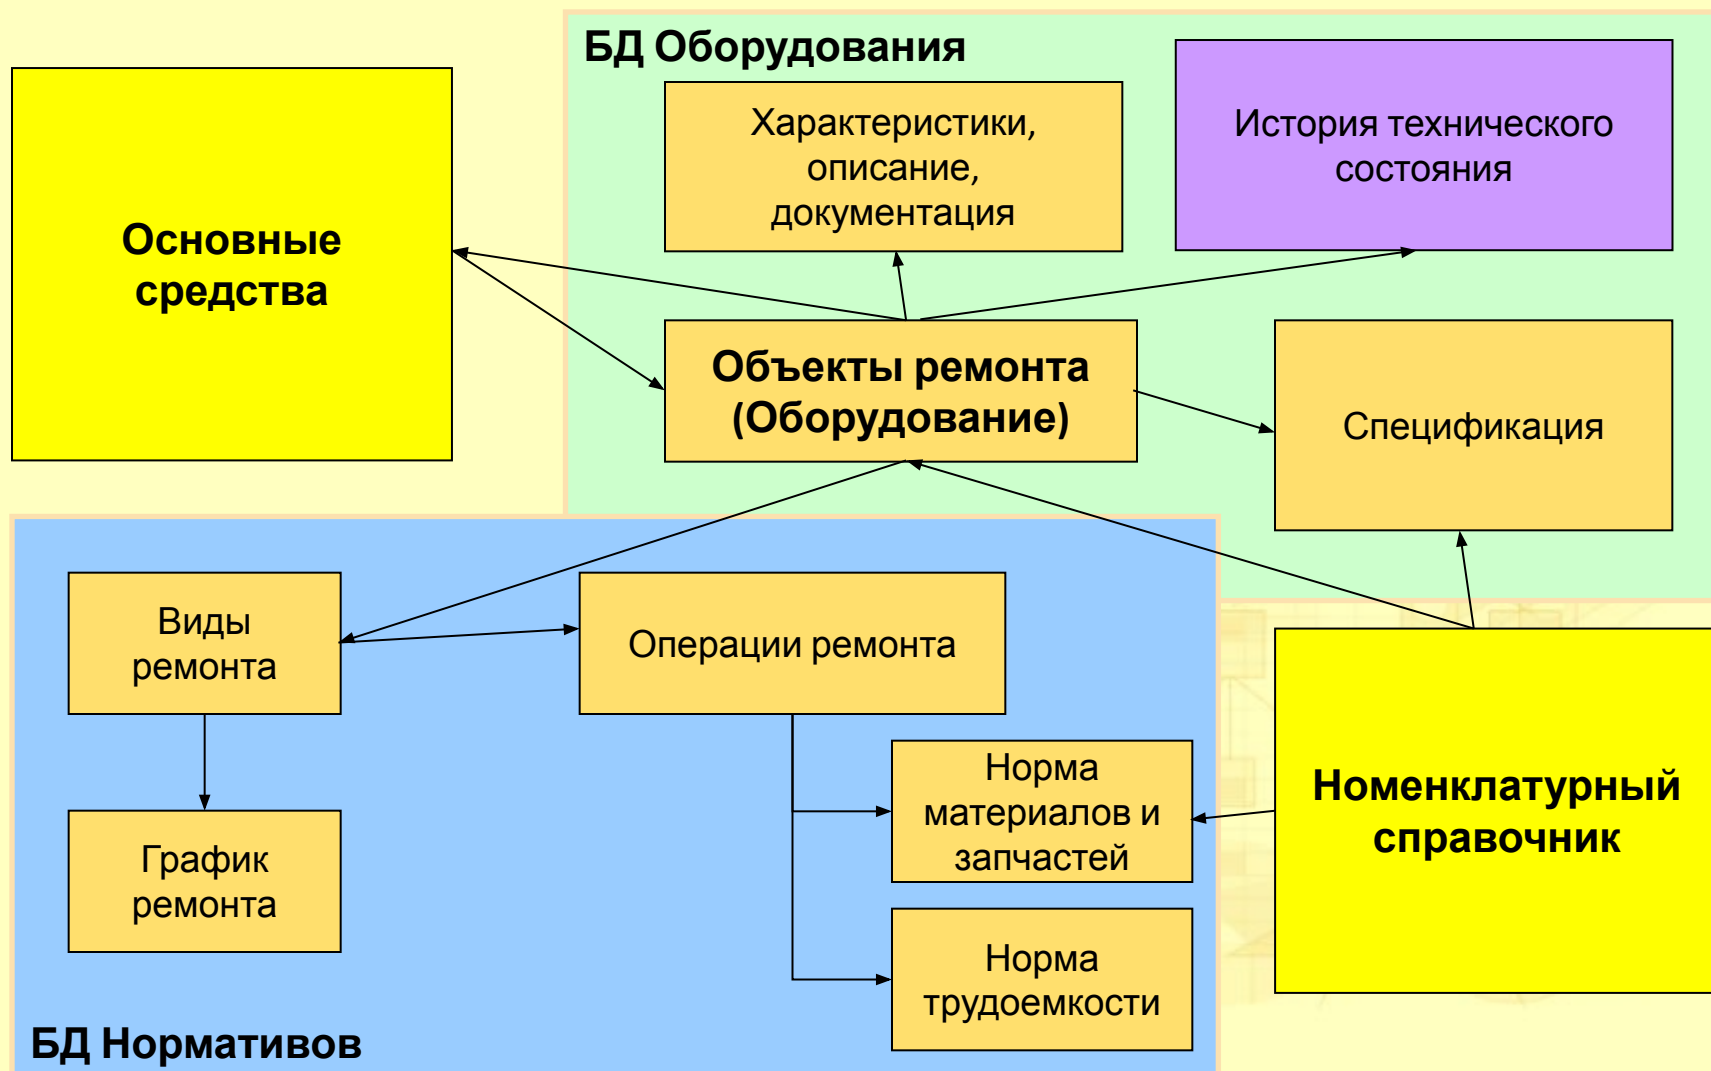 БД Оборудования
Основные
средства
Характеристики,
описание,
документация
История технического
состояния
Объекты ремонта
(Оборудование)
Спецификация
Виды
ремонта
Операции ремонта
График
ремонта
Норма
материалов и
запчастей
Норма
трудоемкости
БД Нормативов
Номенклатурный
справочник